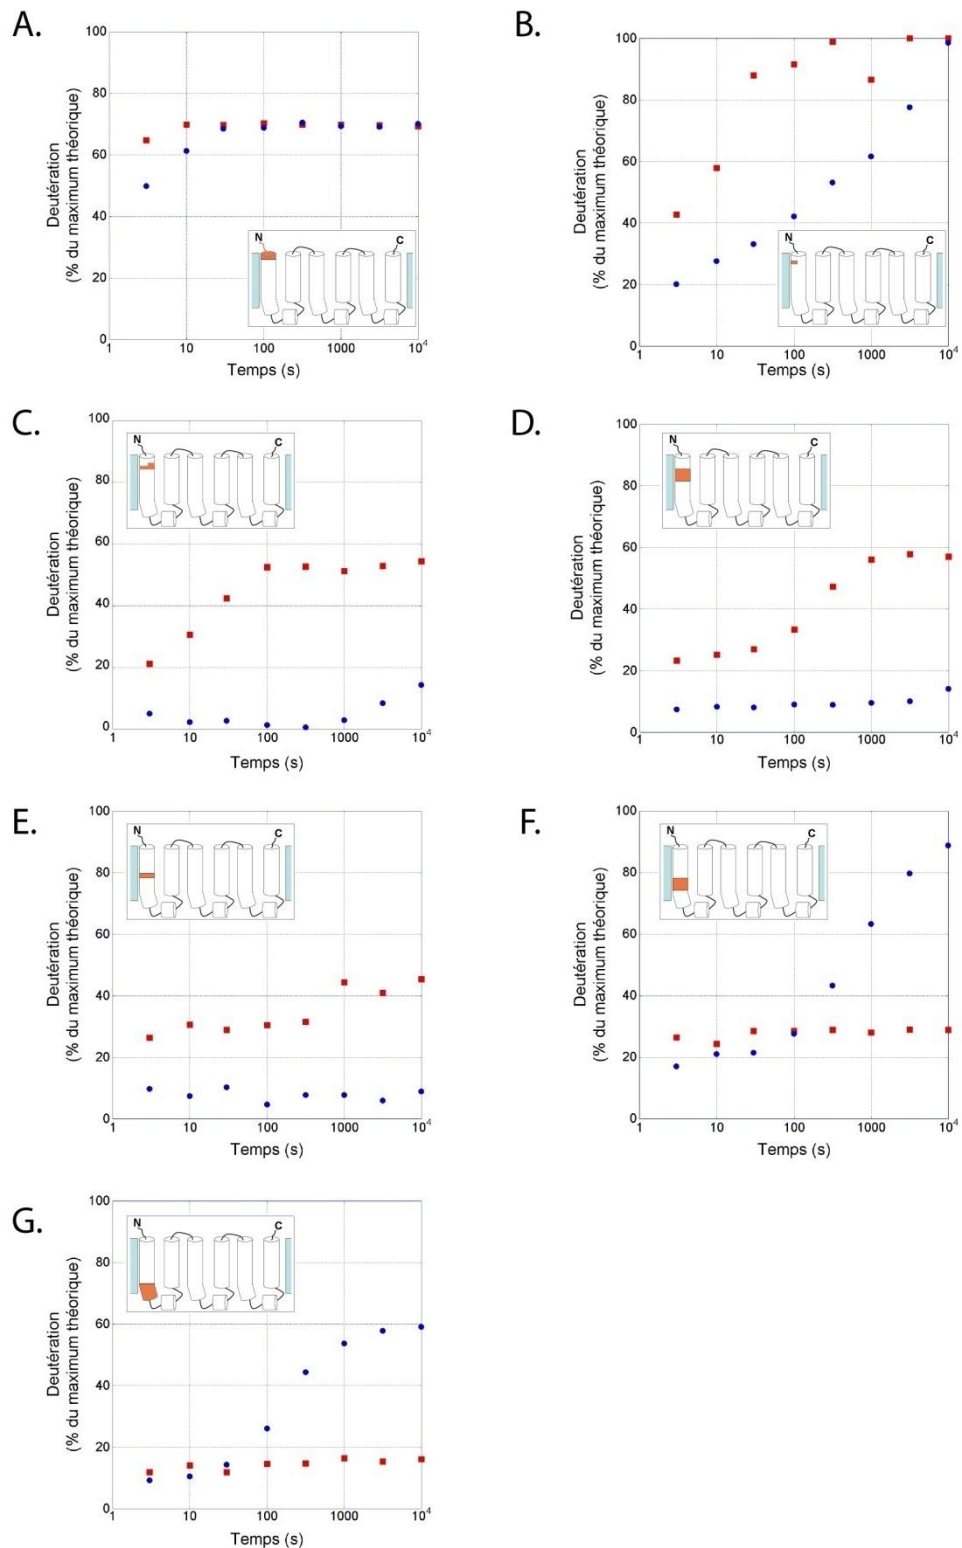 A.
100
80
60
40
20
0
Deutération
(% du maximum théorique)
N
C
1
10
100
1000
10⁴
Temps (s)
B.
100
80
60
40
20
0
Deutération
(% du maximum théorique)
N
C
1
10
100
1000
10⁴
Temps (s)
C.
100
80
60
40
20
0
Deutération
(% du maximum théorique)
N
C
1
10
100
1000
10⁴
Temps (s)
D.
100
80
60
40
20
0
Deutération
(% du maximum théorique)
N
C
1
10
100
1000
10⁴
Temps (s)
E.
100
80
60
40
20
0
Deutération
(% du maximum théorique)
N
C
1
10
100
1000
10⁴
Temps (s)
F.
100
80
60
40
20
0
Deutération
(% du maximum théorique)
N
C
1
10
100
1000
10⁴
Temps (s)
G.
100
80
60
40
20
0
Deutération
(% du maximum théorique)
N
C
1
10
100
1000
10⁴
Temps (s)